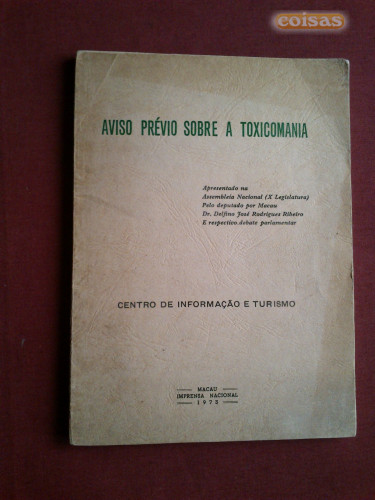 coisas
AVISO PRÉVIO SOBRE A TOXICOMANIA
Apresentado na
Assembleia Nacional (X Legislatura)
Pelo deputado por Macau
Dr. Delfino José Rodrigues Ribeiro
E respectivo debate parlamentar
CENTRO DE INFORMAÇÃO E TURISMO
MACAU
IMPRENSA NACIONAL
1972